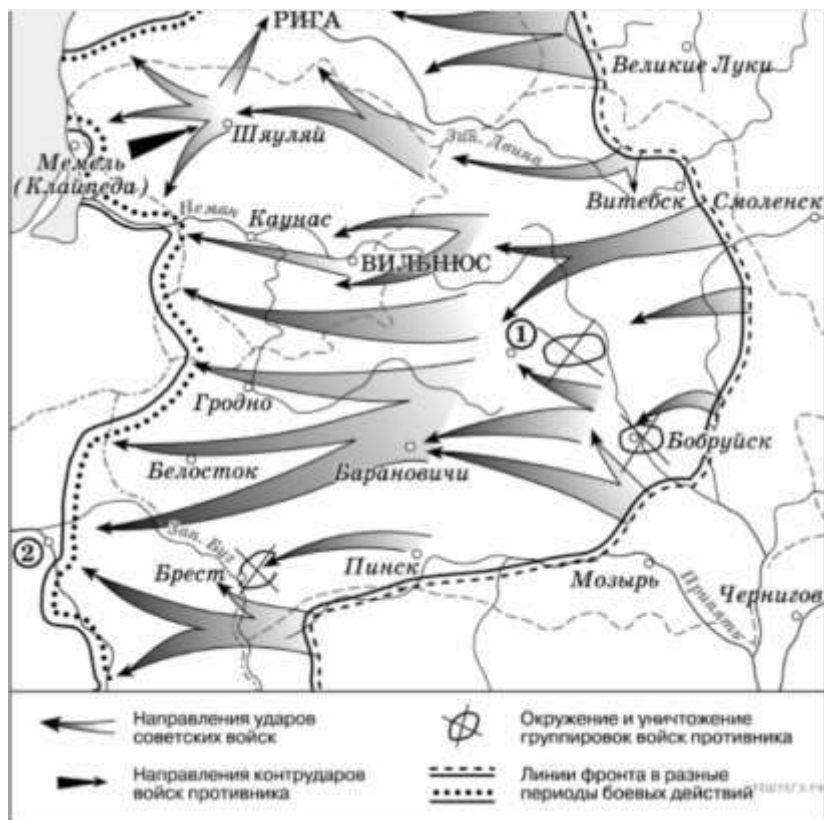 РИГА
Великие Луки
Шяуляй
Зап. Двина
Мемель
(Клайпеда)
Витебск
Смоленск
Неман
Каунас
ВИЛЬНЮС
1
Гродно
Бобруйск
Белосток
Барановичи
2
Зап. Буг
Брест
Пинск
Мозырь
Припять
Чернигов
Направления ударов
советских войск
Окружение и уничтожение
группировок войск противника
Направления контрударов
войск противника
Линии фронта в разные
периоды боевых действий
РЕШУЕГЭ.РФ